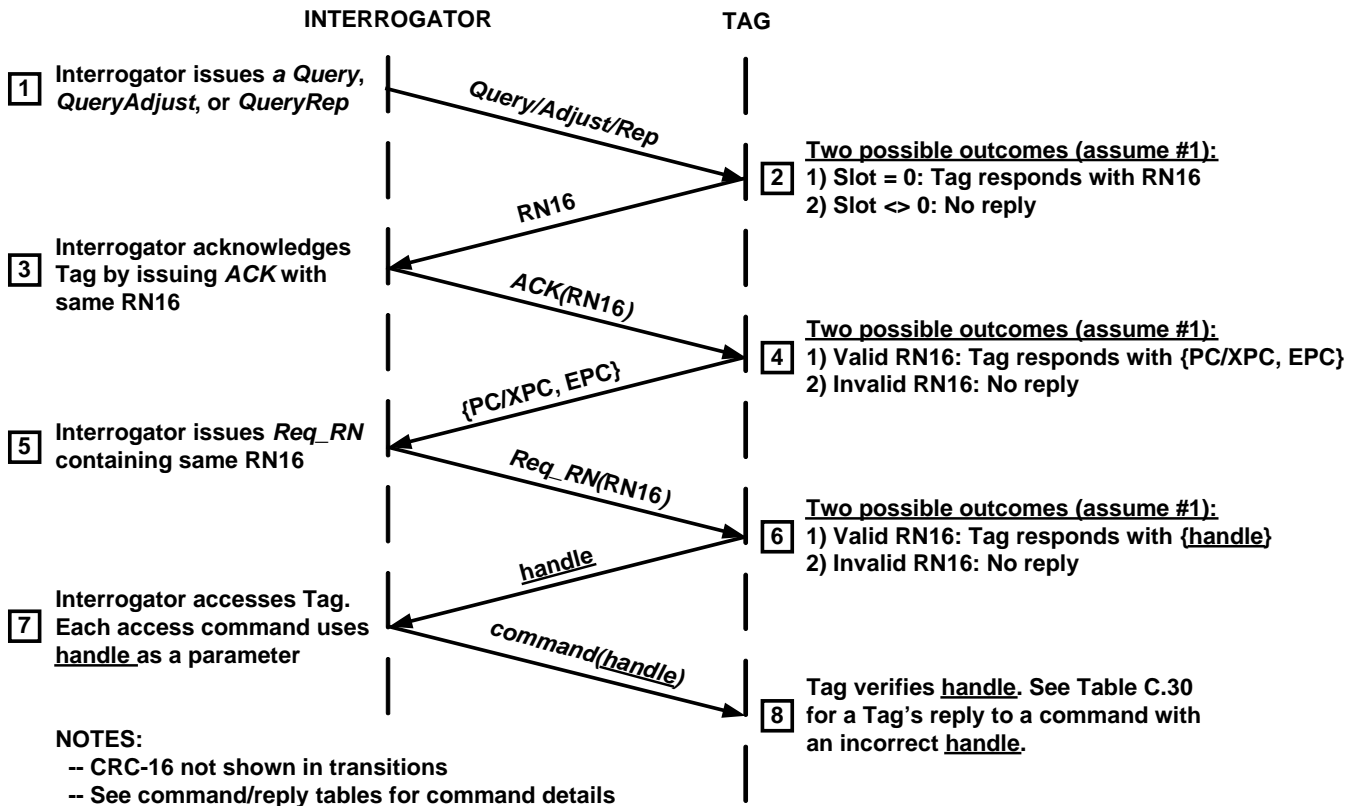 INTERROGATOR
TAG
1
Interrogator issues a Query,
QueryAdjust, or QueryRep
Query/Adjust/Rep
2
Two possible outcomes (assume #1):
1) Slot = 0: Tag responds with RN16
2) Slot <> 0: No reply
RN16
3
Interrogator acknowledges
Tag by issuing ACK with
same RN16
ACK(RN16)
4
Two possible outcomes (assume #1):
1) Valid RN16: Tag responds with {PC/XPC, EPC}
2) Invalid RN16: No reply
{PC/XPC, EPC}
5
Interrogator issues Req_RN
containing same RN16
Req_RN(RN16)
6
Two possible outcomes (assume #1):
1) Valid RN16: Tag responds with {handle}
2) Invalid RN16: No reply
handle
7
Interrogator accesses Tag.
Each access command uses
handle as a parameter
command(handle)
8
Tag verifies handle. See Table C.30
for a Tag's reply to a command with
an incorrect handle.
NOTES:
-- CRC-16 not shown in transitions
-- See command/reply tables for command details